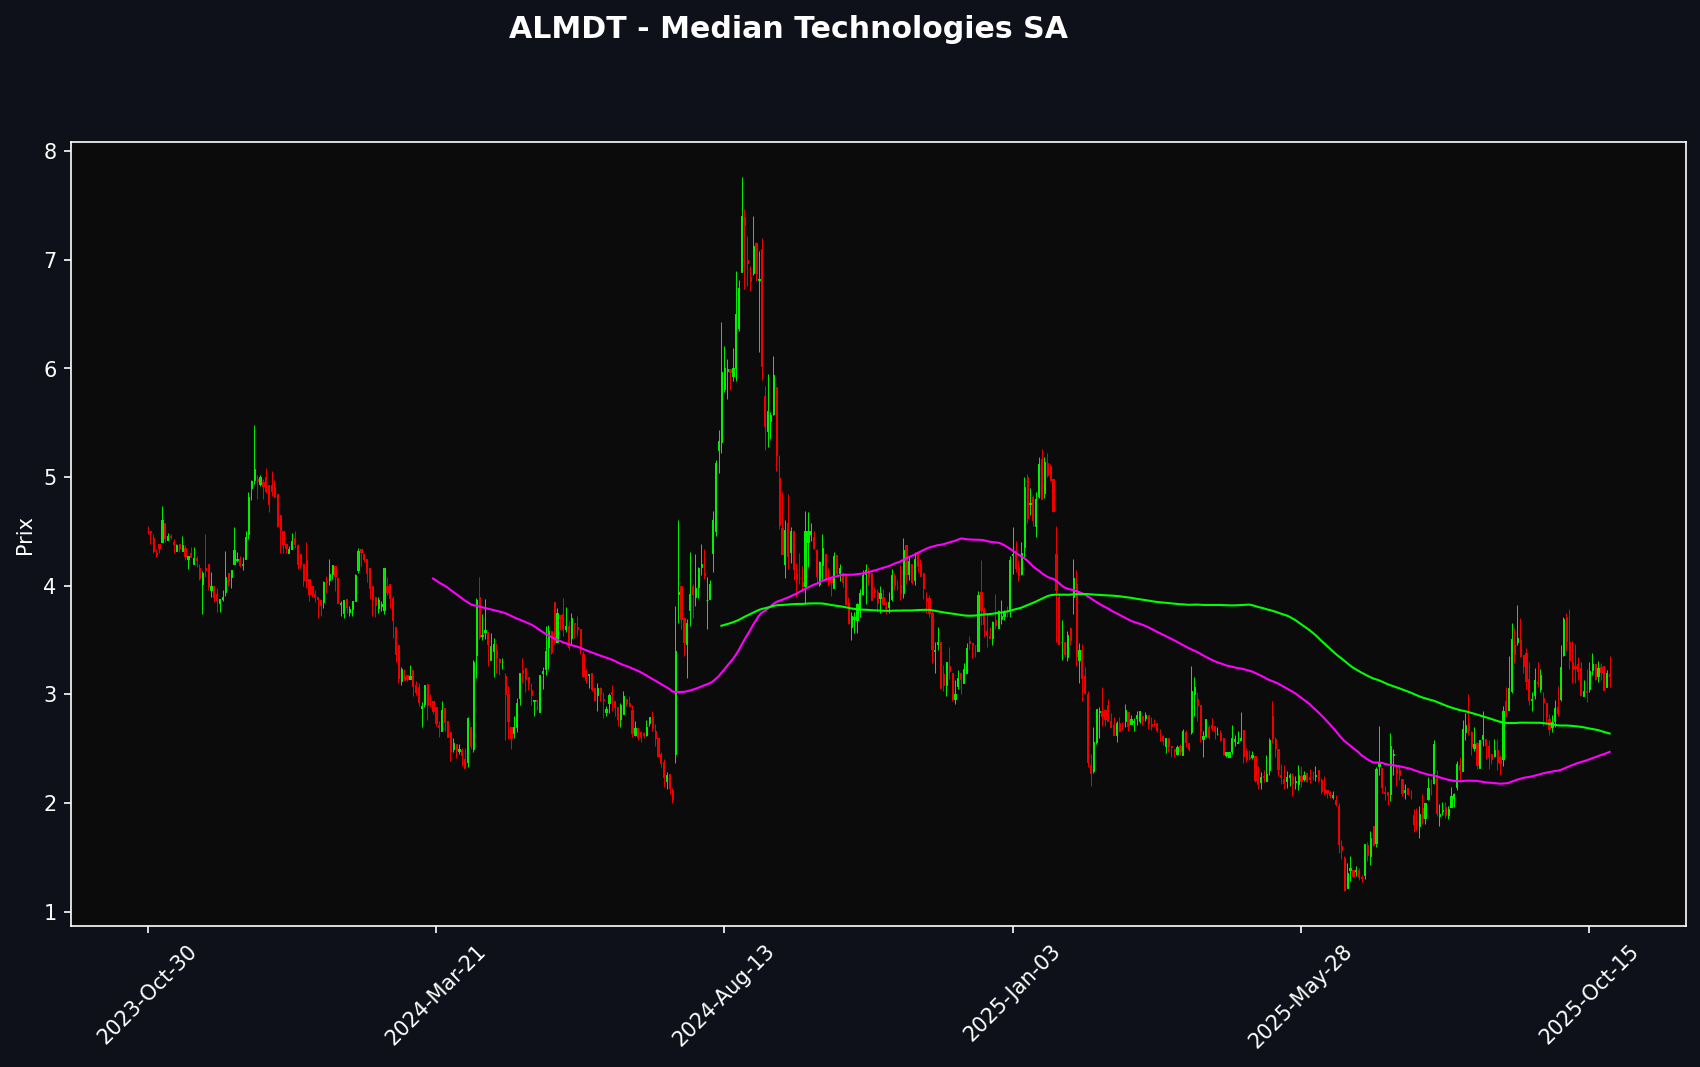 ALMDT - Median Technologies SA
8
7
6
5
4
3
2
1
Prix
2023-Oct-30
2024-Mar-21
2024-Aug-13
2025-Jan-03
2025-May-28
2025-Oct-15